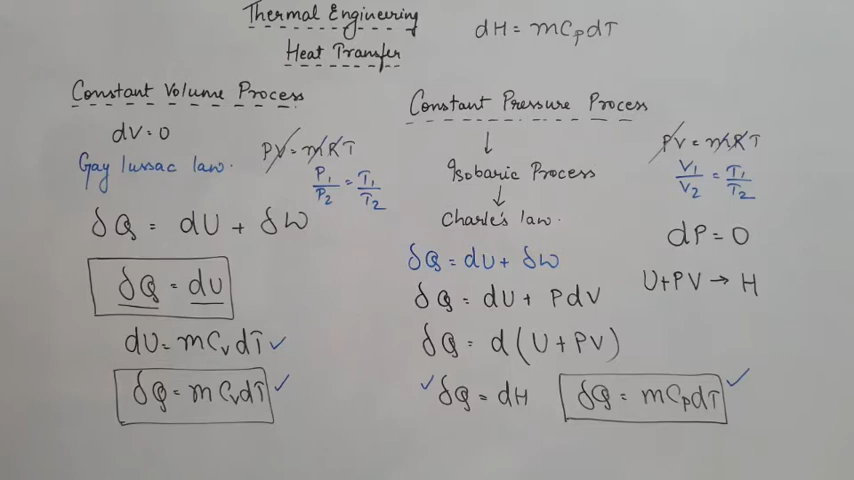 Thermal Engineering
Heat Transfer
dH = mCpdT
Constant Volume Process
dV = 0
Gay lussac law.
PV = mRT
P1/P2 = T1/T2
δQ = dU + δW
δQ = dU
dU = mCvdT ✓
δQ = mCvdT ✓
Constant Pressure Process
↓
Isobaric Process
↓
Charle's law.
PV = mRT
V1/V2 = T1/T2
dP = 0
U+PV → H
δQ = dU + δW
δQ = dU + PdV
δQ = d(U + PV)
✓ δQ = dH
δQ = mCpdT ✓